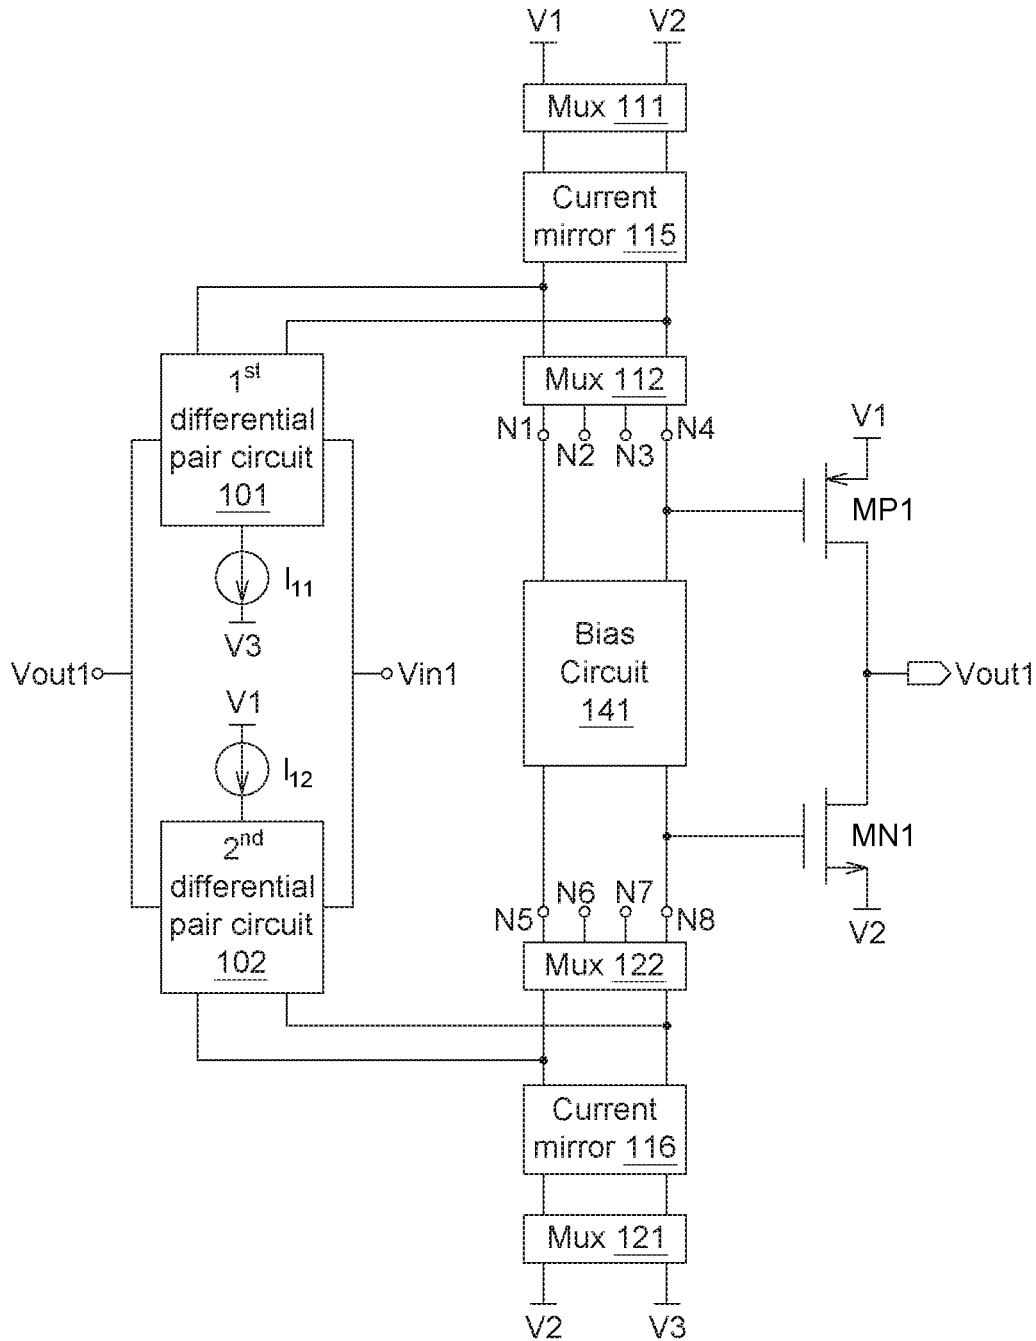 V1 V2
Mux 111
Current
mirror 115
1st
differential
pair circuit
101
Mux 112
N1 N2 N3 N4
V1
MP1
I11
V3
Bias
Circuit
141
Vout1
Vin1
Vout1
V1
I12
2nd
differential
pair circuit
102
MN1
V2
N5 N6 N7 N8
Mux 122
Current
mirror 116
Mux 121
V2 V3